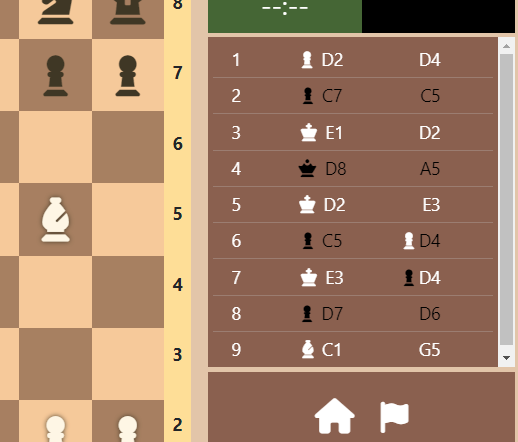 8
7
6
5
4
3
2
--:--
1 D2 D4
2 C7 C5
3 E1 D2
4 D8 A5
5 D2 E3
6 C5 D4
7 E3 D4
8 D7 D6
9 C1 G5